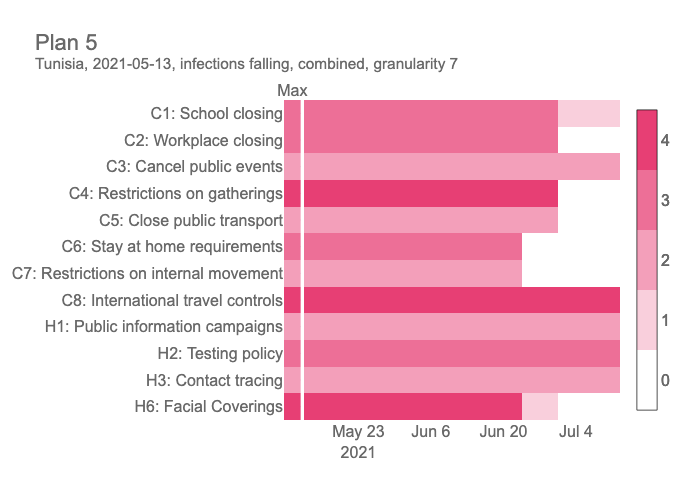 Plan 5
Tunisia, 2021-05-13, infections falling, combined, granularity 7
Max
C1: School closing
C2: Workplace closing
C3: Cancel public events
C4: Restrictions on gatherings
C5: Close public transport
C6: Stay at home requirements
C7: Restrictions on internal movement
C8: International travel controls
H1: Public information campaigns
H2: Testing policy
H3: Contact tracing
H6: Facial Coverings
May 23 Jun 6 Jun 20 Jul 4
2021
4
3
2
1
0